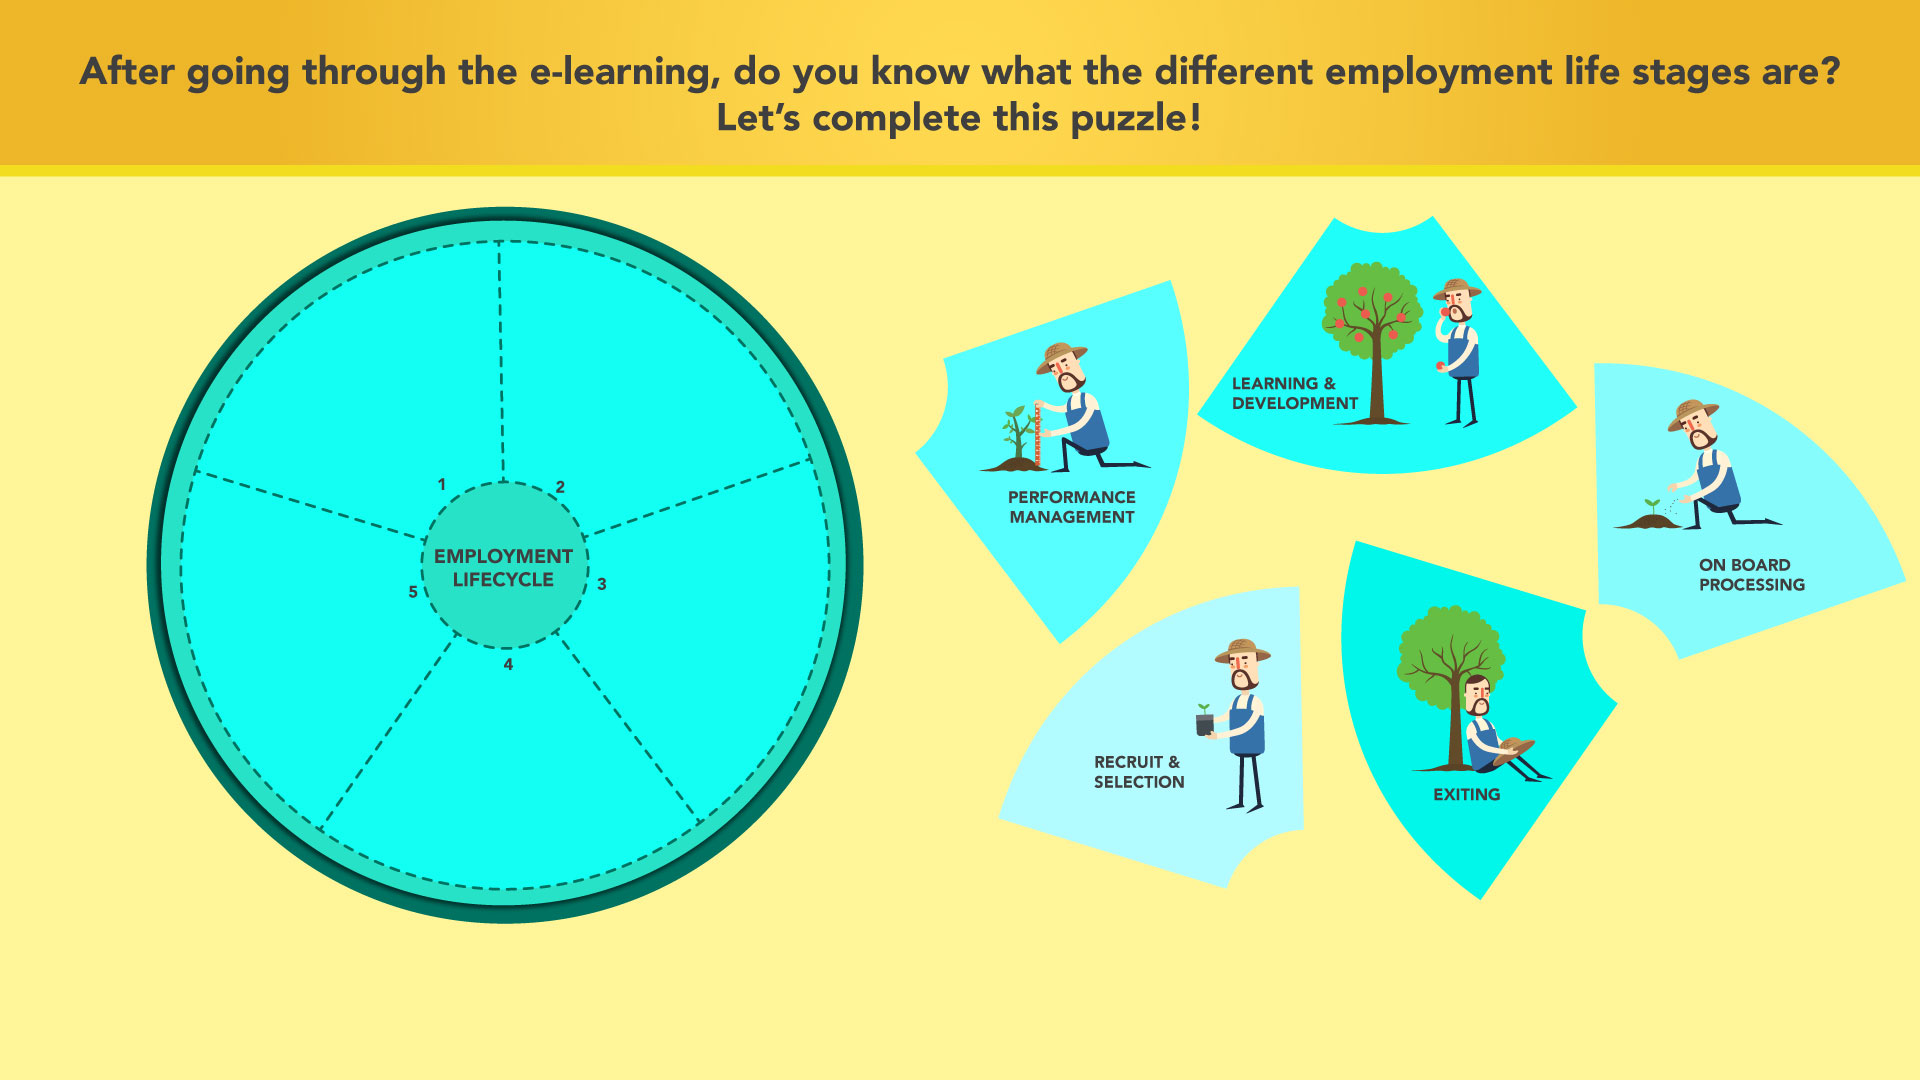 After going through the e-learning, do you know what the different employment life stages are?
Let’s complete this puzzle!
1
2
EMPLOYMENT
LIFECYCLE
3
5
4
PERFORMANCE
MANAGEMENT
LEARNING &
DEVELOPMENT
ON BOARD
PROCESSING
RECRUIT &
SELECTION
EXITING